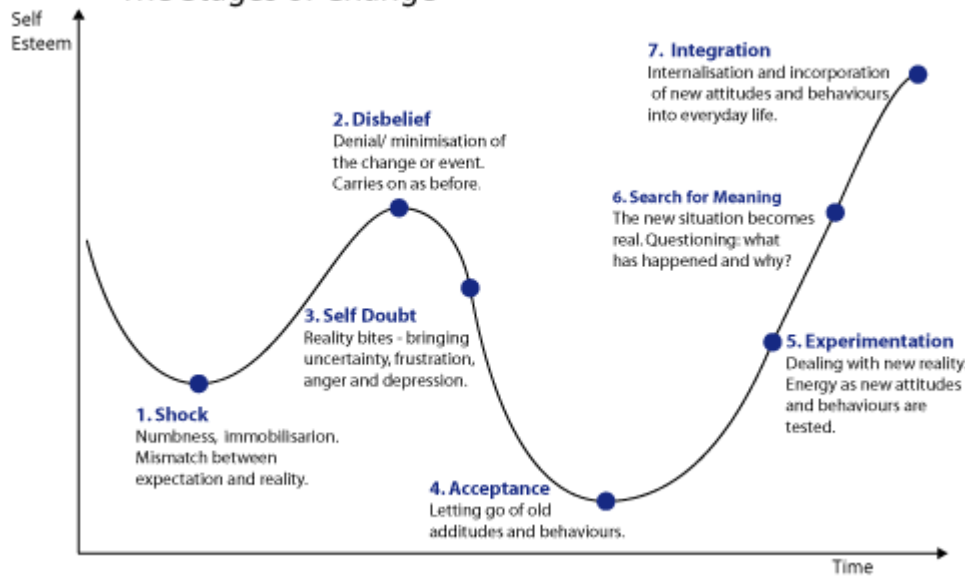 The Stages of Change
Self
Esteem
7. Integration
Internalisation and incorporation
of new attitudes and behaviours
into everyday life.
2. Disbelief
Denial/ minimisation of
the change or event.
Carries on as before.
6. Search for Meaning
The new situation becomes
real. Questioning: what
has happened and why?
3. Self Doubt
Reality bites - bringing
uncertainty, frustration,
anger and depression.
5. Experimentation
Dealing with new reality
Energy as new attitudes
and behaviours are
tested.
1. Shock
Numbness, immobilisarion.
Mismatch between
expectation and reality.
4. Acceptance
Letting go of old
additudes and behaviours.
Time